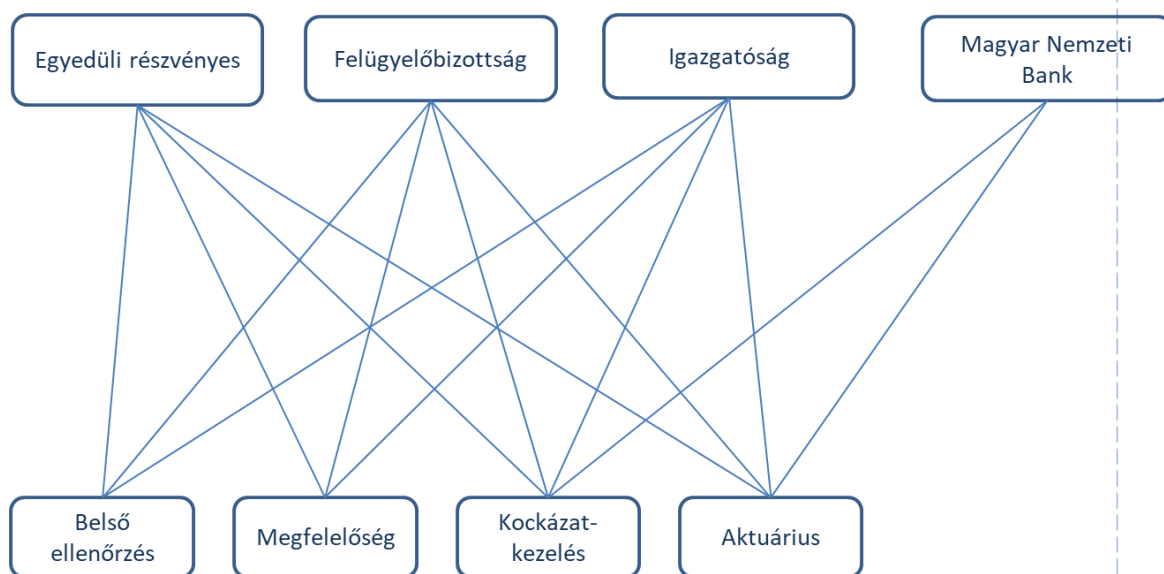 Egyedüli részvényes
Felügyelőbizottság
Igazgatóság
Magyar Nemzeti
Bank
Belső
ellenőrzés
Megfelelőség
Kockázat-
kezelés
Aktuárius